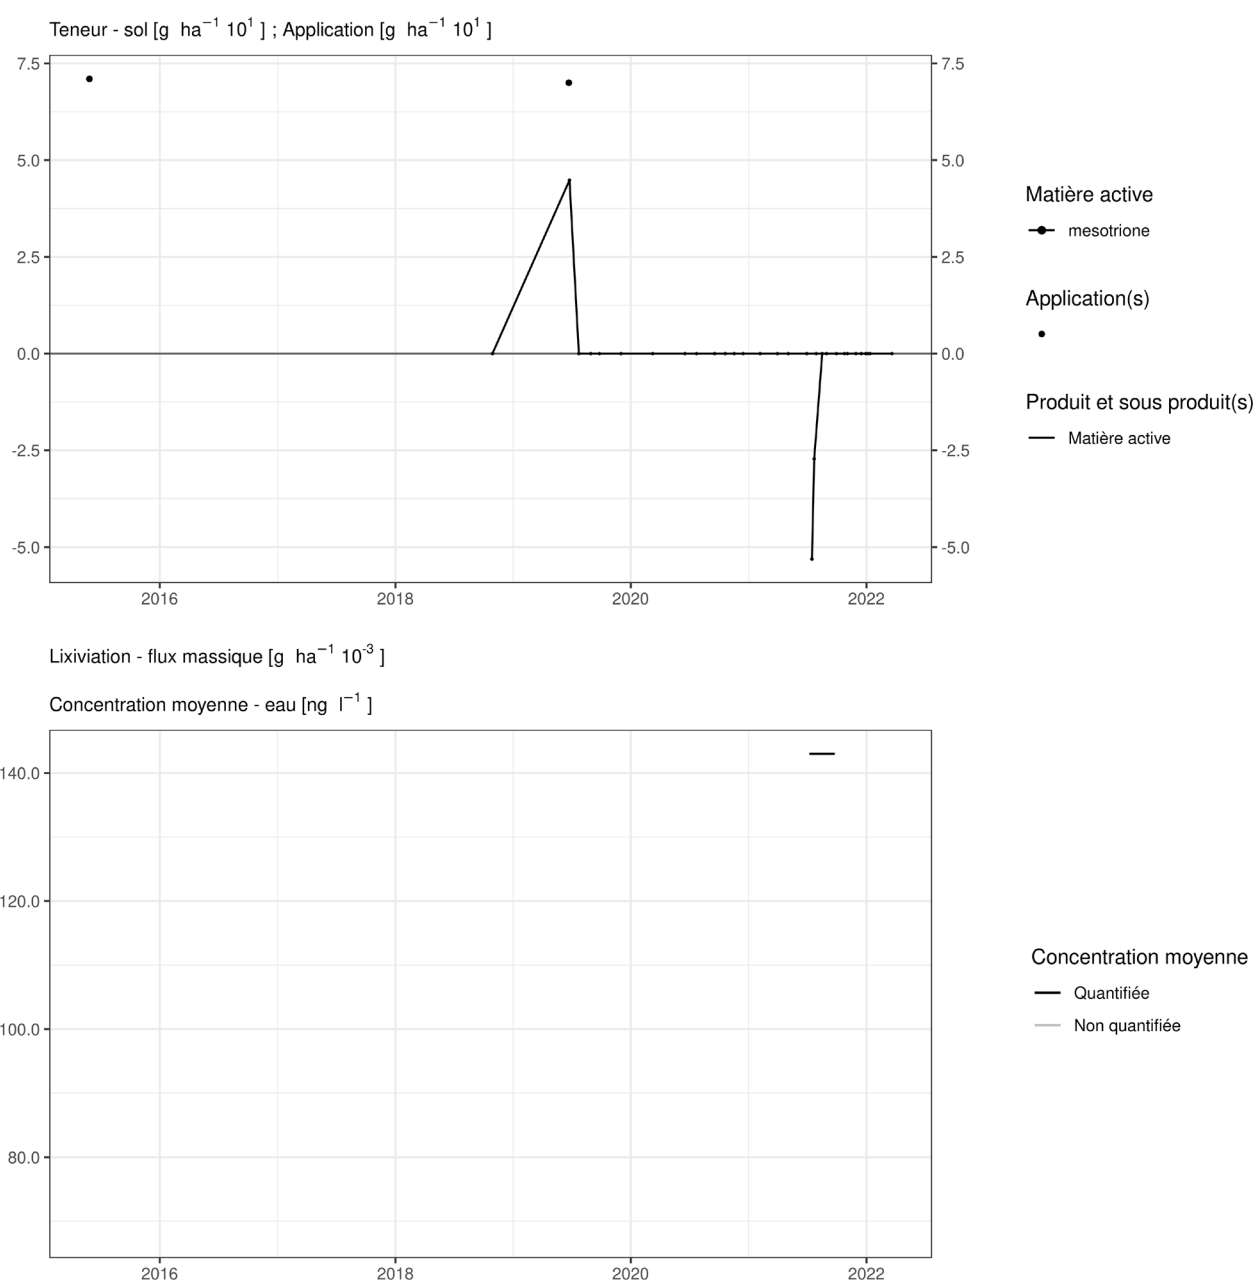 Teneur - sol [g ha⁻¹ 10¹ ] ; Application [g ha⁻¹ 10¹ ]
7.5
7.5
5.0
5.0
2.5
2.5
0.0
0.0
-2.5
-2.5
-5.0
-5.0
2016
2018
2020
2022
Matière active
mesotrione
Application(s)
Produit et sous produit(s)
Matière active
Lixiviation - flux massique [g ha⁻¹ 10⁻³ ]
Concentration moyenne - eau [ng l⁻¹ ]
140.0
120.0
100.0
80.0
2016
2018
2020
2022
Concentration moyenne
Quantifiée
Non quantifiée